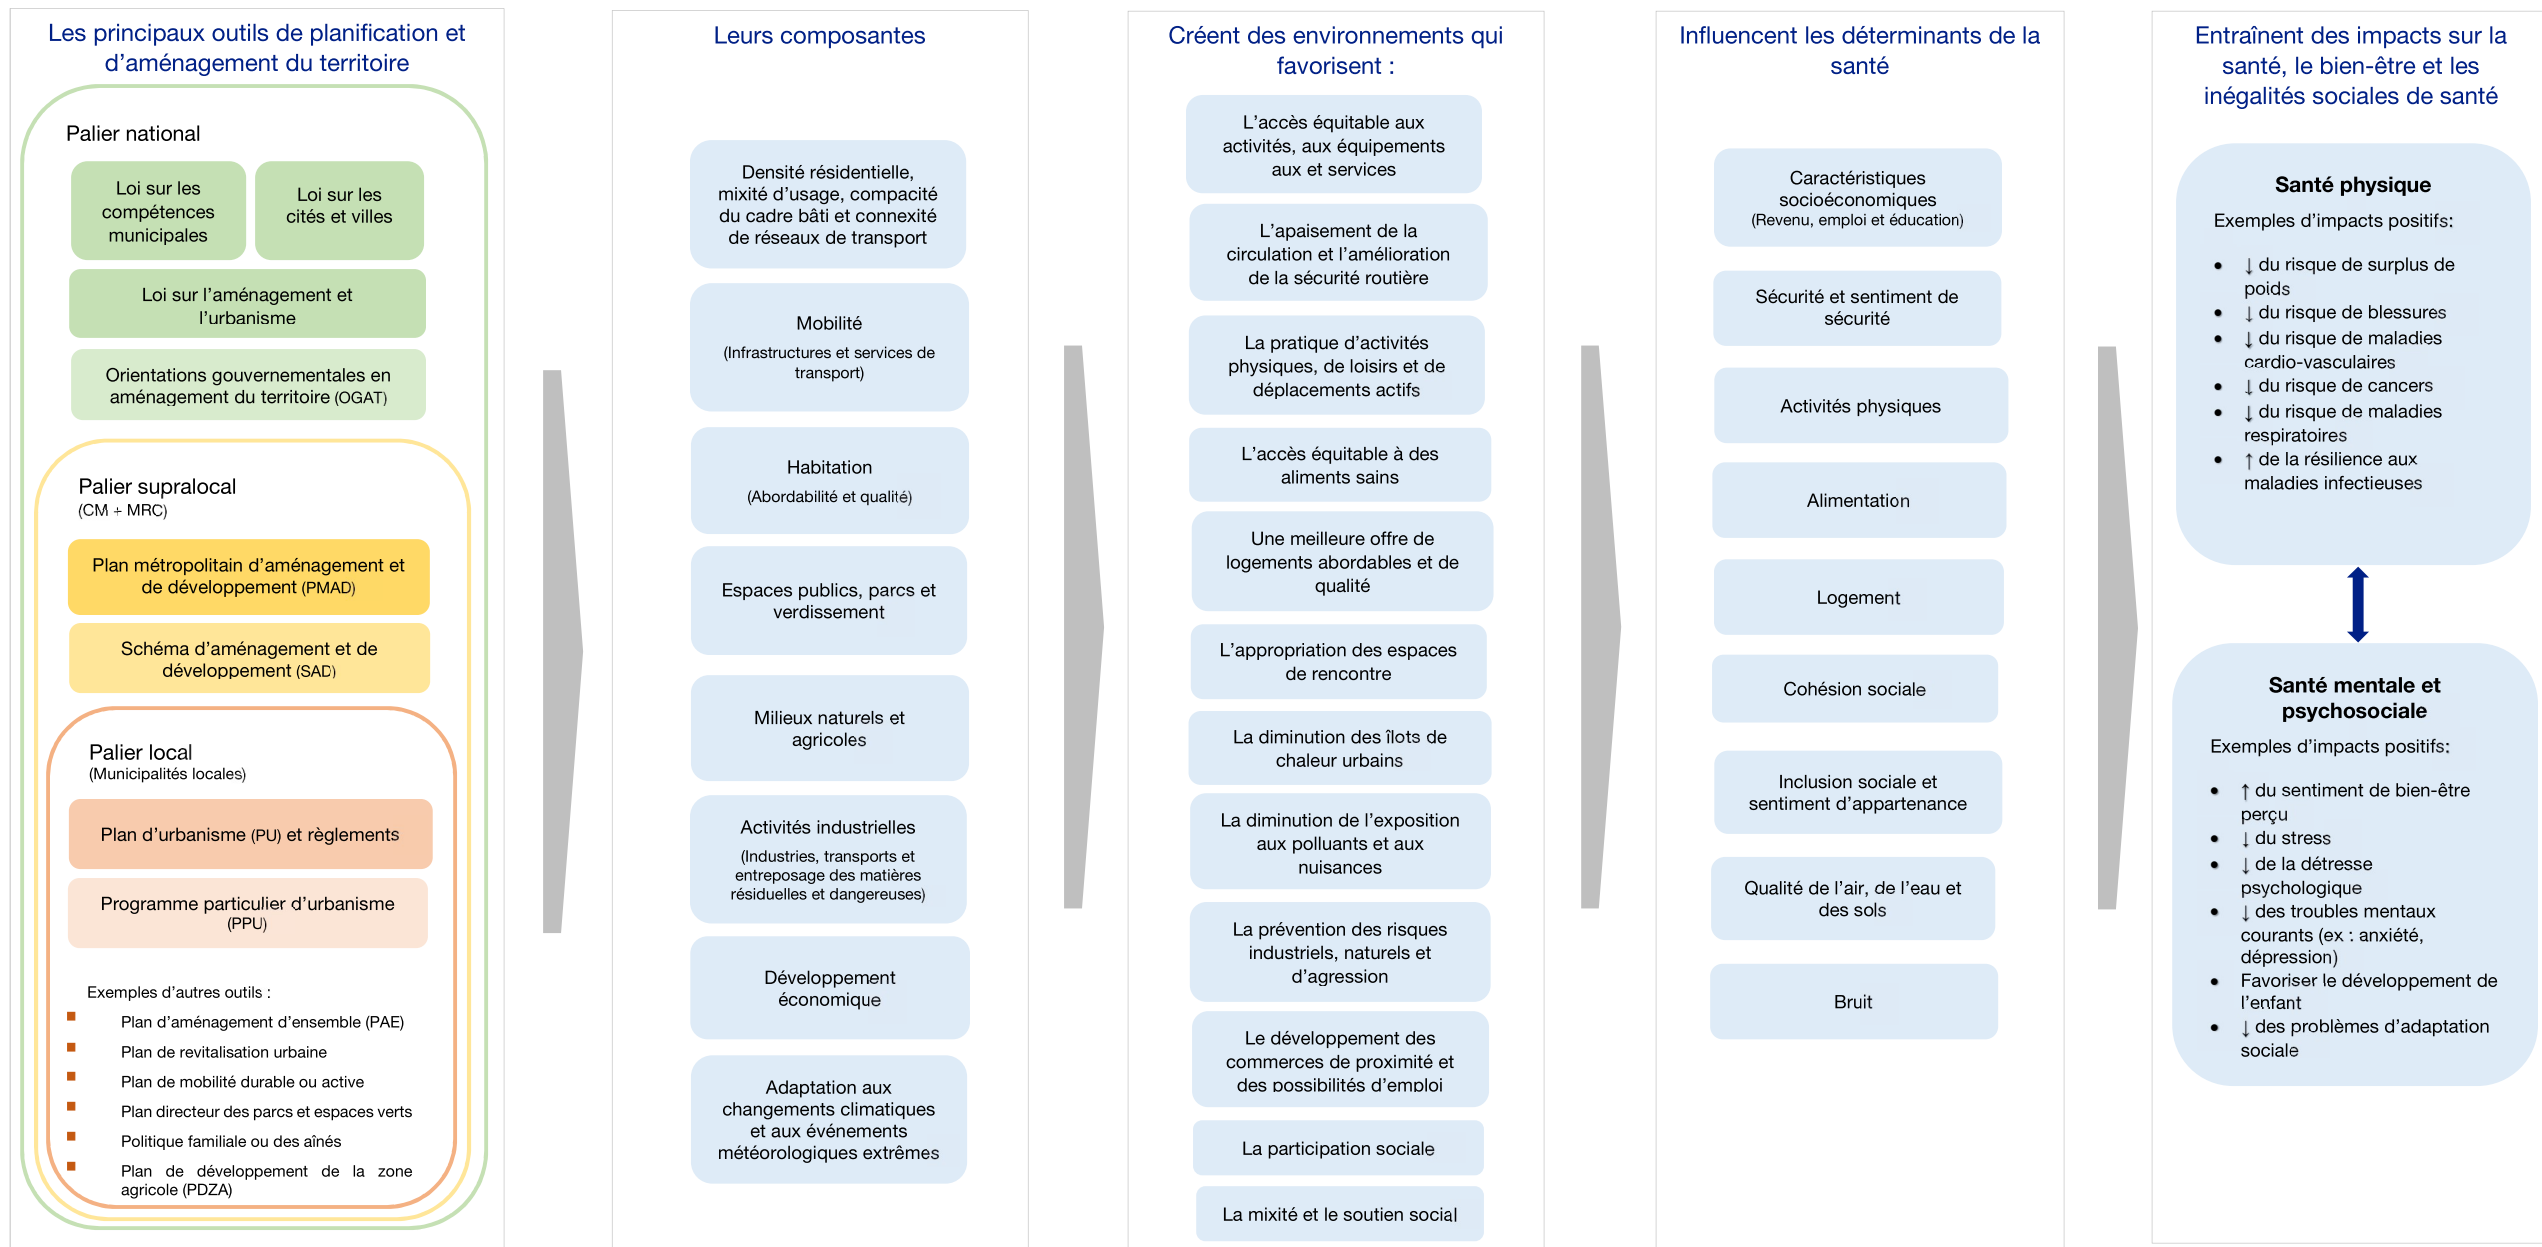 Les principaux outils de planification et
d’aménagement du territoire
Palier national
Loi sur les
compétences
municipales
Loi sur les
cités et villes
Loi sur l’aménagement et
l’urbanisme
Orientations gouvernementales en
aménagement du territoire (OGAT)
Palier supralocal
(CM + MRC)
Plan métropolitain d’aménagement et
de développement (PMAD)
Schéma d’aménagement et de
développement (SAD)
Palier local
(Municipalités locales)
Plan d’urbanisme (PU) et règlements
Programme particulier d’urbanisme
(PPU)
Exemples d’autres outils :
Plan d’aménagement d’ensemble (PAE)
Plan de revitalisation urbaine
Plan de mobilité durable ou active
Plan directeur des parcs et espaces verts
Politique familiale ou des aînés
Plan de développement de la zone
agricole (PDZA)
Leurs composantes
Densité résidentielle,
mixité d’usage, compacité
du cadre bâti et connexité
de réseaux de transport
Mobilité
(Infrastructures et services de
transport)
Habitation
(Abordabilité et qualité)
Espaces publics, parcs et
verdissement
Milieux naturels et
agricoles
Activités industrielles
(Industries, transports et
entreposage des matières
résiduelles et dangereuses)
Développement
économique
Adaptation aux
changements climatiques
et aux événements
météorologiques extrêmes
Créent des environnements qui
favorisent :
L’accès équitable aux
activités, aux équipements
aux et services
L’apaisement de la
circulation et l’amélioration
de la sécurité routière
La pratique d’activités
physiques, de loisirs et de
déplacements actifs
L’accès équitable à des
aliments sains
Une meilleure offre de
logements abordables et de
qualité
L’appropriation des espaces
de rencontre
La diminution des îlots de
chaleur urbains
La diminution de l’exposition
aux polluants et aux
nuisances
La prévention des risques
industriels, naturels et
d’agression
Le développement des
commerces de proximité et
des possibilités d’emploi
La participation sociale
La mixité et le soutien social
Influencent les déterminants de la
santé
Caractéristiques
socioéconomiques
(Revenu, emploi et éducation)
Sécurité et sentiment de
sécurité
Activités physiques
Alimentation
Logement
Cohésion sociale
Inclusion sociale et
sentiment d’appartenance
Qualité de l’air, de l’eau et
des sols
Bruit
Entraînent des impacts sur la
santé, le bien-être et les
inégalités sociales de santé
Santé physique
Exemples d’impacts positifs:
• ↓ du risque de surplus de
poids
• ↓ du risque de blessures
• ↓ du risque de maladies
cardio-vasculaires
• ↓ du risque de cancers
• ↓ du risque de maladies
respiratoires
• ↑ de la résilience aux
maladies infectieuses
Santé mentale et
psychosociale
Exemples d’impacts positifs:
• ↑ du sentiment de bien-être
perçu
• ↓ du stress
• ↓ de la détresse
psychologique
• ↓ des troubles mentaux
courants (ex : anxiété,
dépression)
• Favoriser le développement de
l’enfant
• ↓ des problèmes d’adaptation
sociale